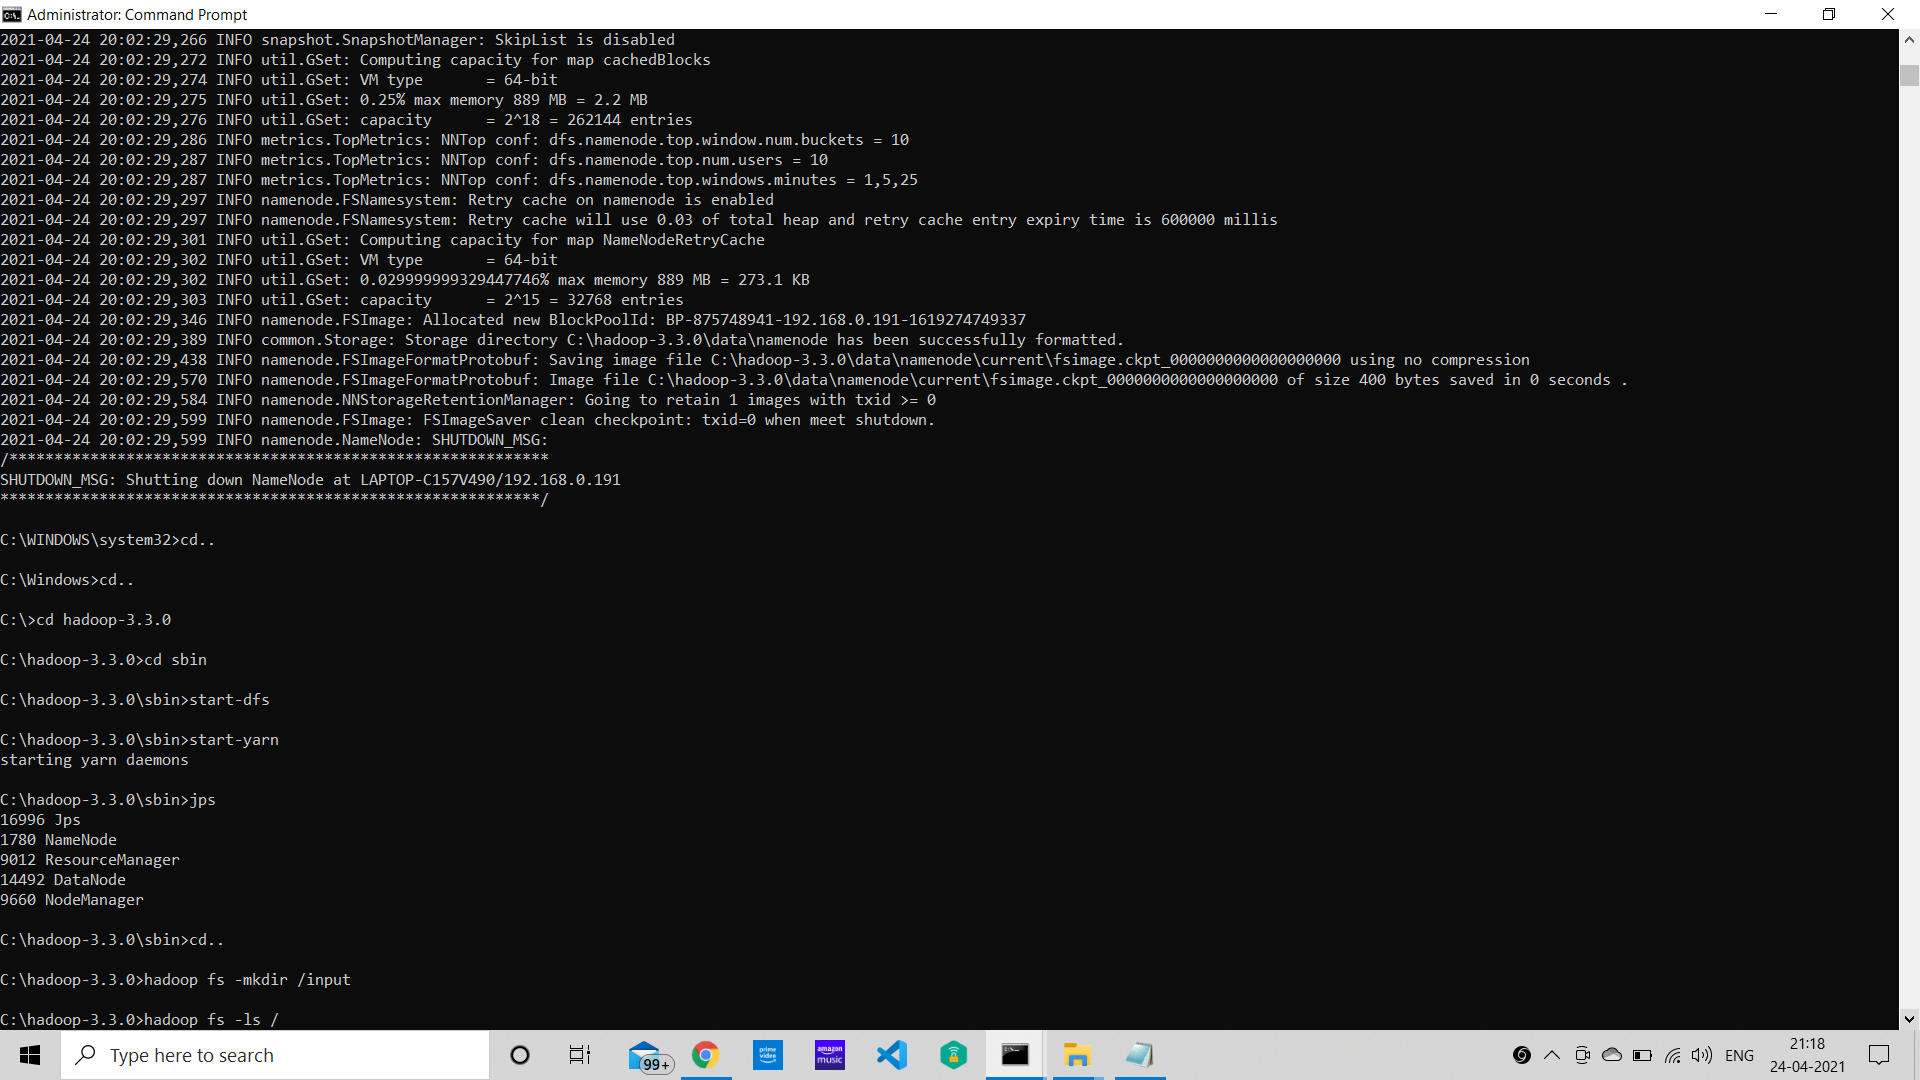 Administrator: Command Prompt
2021-04-24 20:02:29,266 INFO snapshot.SnapshotManager: SkipList is disabled
2021-04-24 20:02:29,272 INFO util.GSet: Computing capacity for map cachedBlocks
2021-04-24 20:02:29,274 INFO util.GSet: VM type       = 64-bit
2021-04-24 20:02:29,275 INFO util.GSet: 0.25% max memory 889 MB = 2.2 MB
2021-04-24 20:02:29,276 INFO util.GSet: capacity      = 2^18 = 262144 entries
2021-04-24 20:02:29,286 INFO metrics.TopMetrics: NNTop conf: dfs.namenode.top.window.num.buckets = 10
2021-04-24 20:02:29,287 INFO metrics.TopMetrics: NNTop conf: dfs.namenode.top.num.users = 10
2021-04-24 20:02:29,287 INFO metrics.TopMetrics: NNTop conf: dfs.namenode.top.windows.minutes = 1,5,25
2021-04-24 20:02:29,297 INFO namenode.FSNamesystem: Retry cache on namenode is enabled
2021-04-24 20:02:29,297 INFO namenode.FSNamesystem: Retry cache will use 0.03 of total heap and retry cache entry expiry time is 600000 millis
2021-04-24 20:02:29,301 INFO util.GSet: Computing capacity for map NameNodeRetryCache
2021-04-24 20:02:29,302 INFO util.GSet: VM type       = 64-bit
2021-04-24 20:02:29,302 INFO util.GSet: 0.029999999329447746% max memory 889 MB = 273.1 KB
2021-04-24 20:02:29,303 INFO util.GSet: capacity      = 2^15 = 32768 entries
2021-04-24 20:02:29,346 INFO namenode.FSImage: Allocated new BlockPoolId: BP-875748941-192.168.0.191-1619274749337
2021-04-24 20:02:29,389 INFO common.Storage: Storage directory C:\hadoop-3.3.0\data\namenode has been successfully formatted.
2021-04-24 20:02:29,438 INFO namenode.FSImageFormatProtobuf: Saving image file C:\hadoop-3.3.0\data\namenode\current\fsimage.ckpt_0000000000000000000 using no compression
2021-04-24 20:02:29,570 INFO namenode.FSImageFormatProtobuf: Image file C:\hadoop-3.3.0\data\namenode\current\fsimage.ckpt_0000000000000000000 of size 400 bytes saved in 0 seconds .
2021-04-24 20:02:29,584 INFO namenode.NNStorageRetentionManager: Going to retain 1 images with txid >= 0
2021-04-24 20:02:29,599 INFO namenode.FSImage: FSImageSaver clean checkpoint: txid=0 when meet shutdown.
2021-04-24 20:02:29,599 INFO namenode.NameNode: SHUTDOWN_MSG:
/************************************************************
SHUTDOWN_MSG: Shutting down NameNode at LAPTOP-C157V490/192.168.0.191
************************************************************/
C:\WINDOWS\system32>cd..
C:\Windows>cd..
C:\>cd hadoop-3.3.0
C:\hadoop-3.3.0>cd sbin
C:\hadoop-3.3.0\sbin>start-dfs
C:\hadoop-3.3.0\sbin>start-yarn
starting yarn daemons
C:\hadoop-3.3.0\sbin>jps
16996 Jps
1780 NameNode
9012 ResourceManager
14492 DataNode
9660 NodeManager
C:\hadoop-3.3.0\sbin>cd..
C:\hadoop-3.3.0>hadoop fs -mkdir /input
C:\hadoop-3.3.0>hadoop fs -ls /
Type here to search
99+
prime video
amazon music
ENG
21:18
24-04-2021